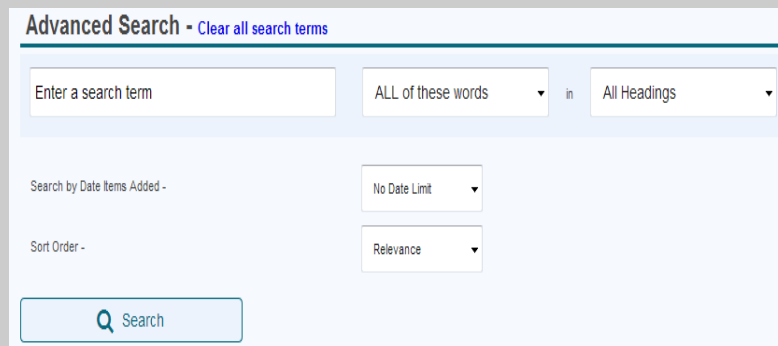 Advanced Search - Clear all search terms
Enter a search term ALL of these words in All Headings
Search by Date Items Added - No Date Limit
Sort Order - Relevance
Search